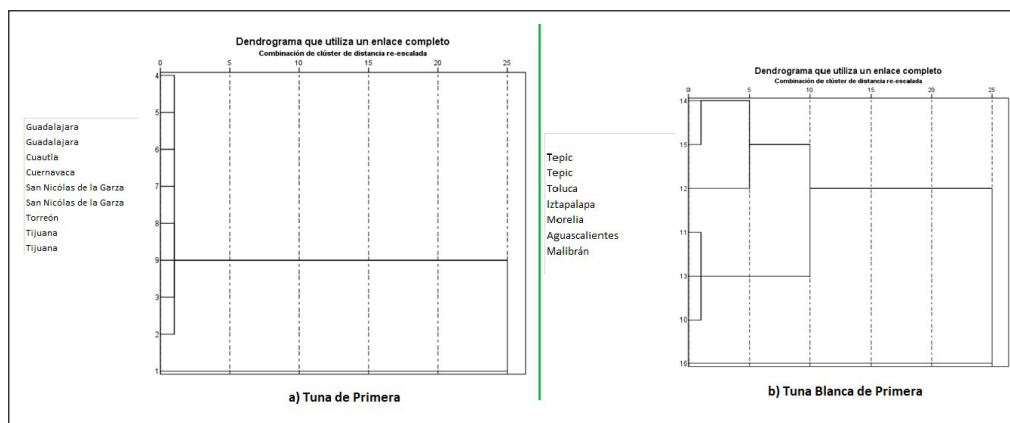 Dendrograma que utiliza un enlace completo
Combinación de clúster de distancia re-escalada
0 5 10 15 20 25
Guadalajara
Guadalajara
Cuautla
Cuernavaca
San Nicólas de la Garza
San Nicólas de la Garza
Torreón
Tijuana
Tijuana
4
5
6
7
8
9
3
2
1
a) Tuna de Primera
Dendrograma que utiliza un enlace completo
Combinación de clúster de distancia re-escalada
0 5 10 15 20 25
Tepic
Tepic
Toluca
Iztapalapa
Morelia
Aguascalientes
Malibrán
14
15
12
11
13
10
16
b) Tuna Blanca de Primera